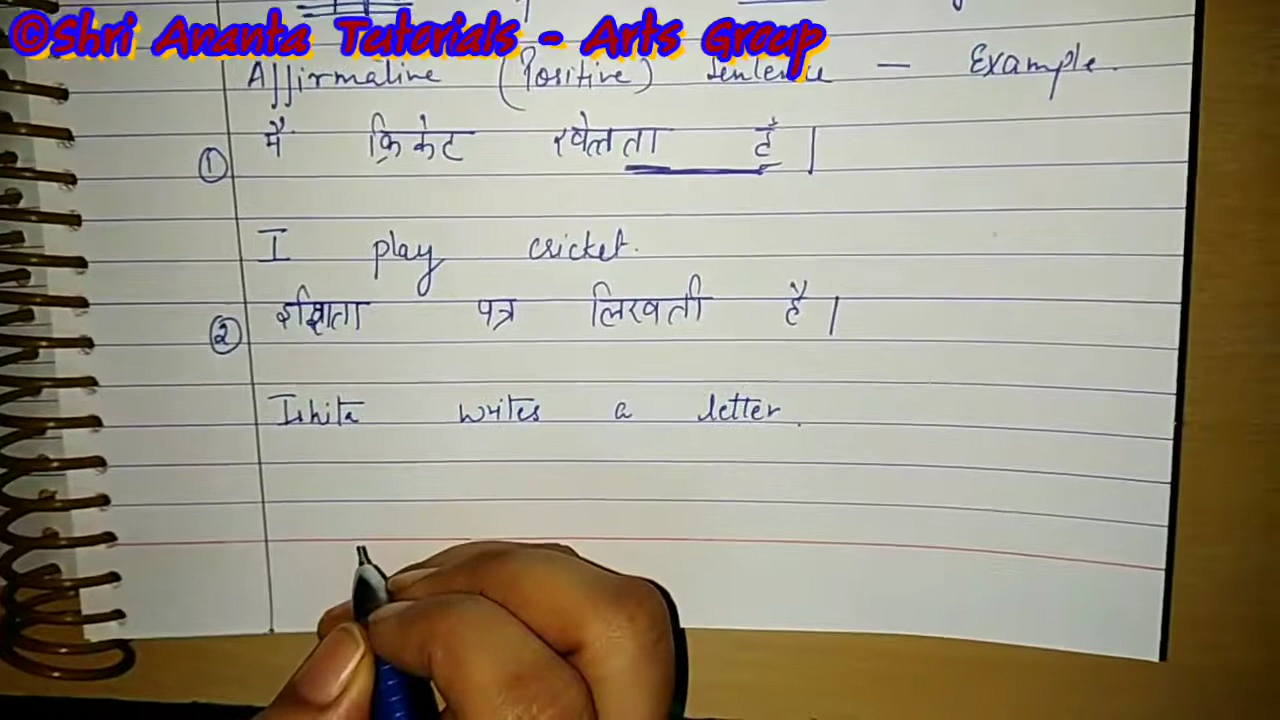 ©Shri Ananta Tutorials - Arts Group
Affirmative (Positive) Sentence — Example.
① मैं क्रिकेट खेलता हूँ।
I play cricket.
② ईशिता पत्र लिखती है।
Ishita writes a letter.